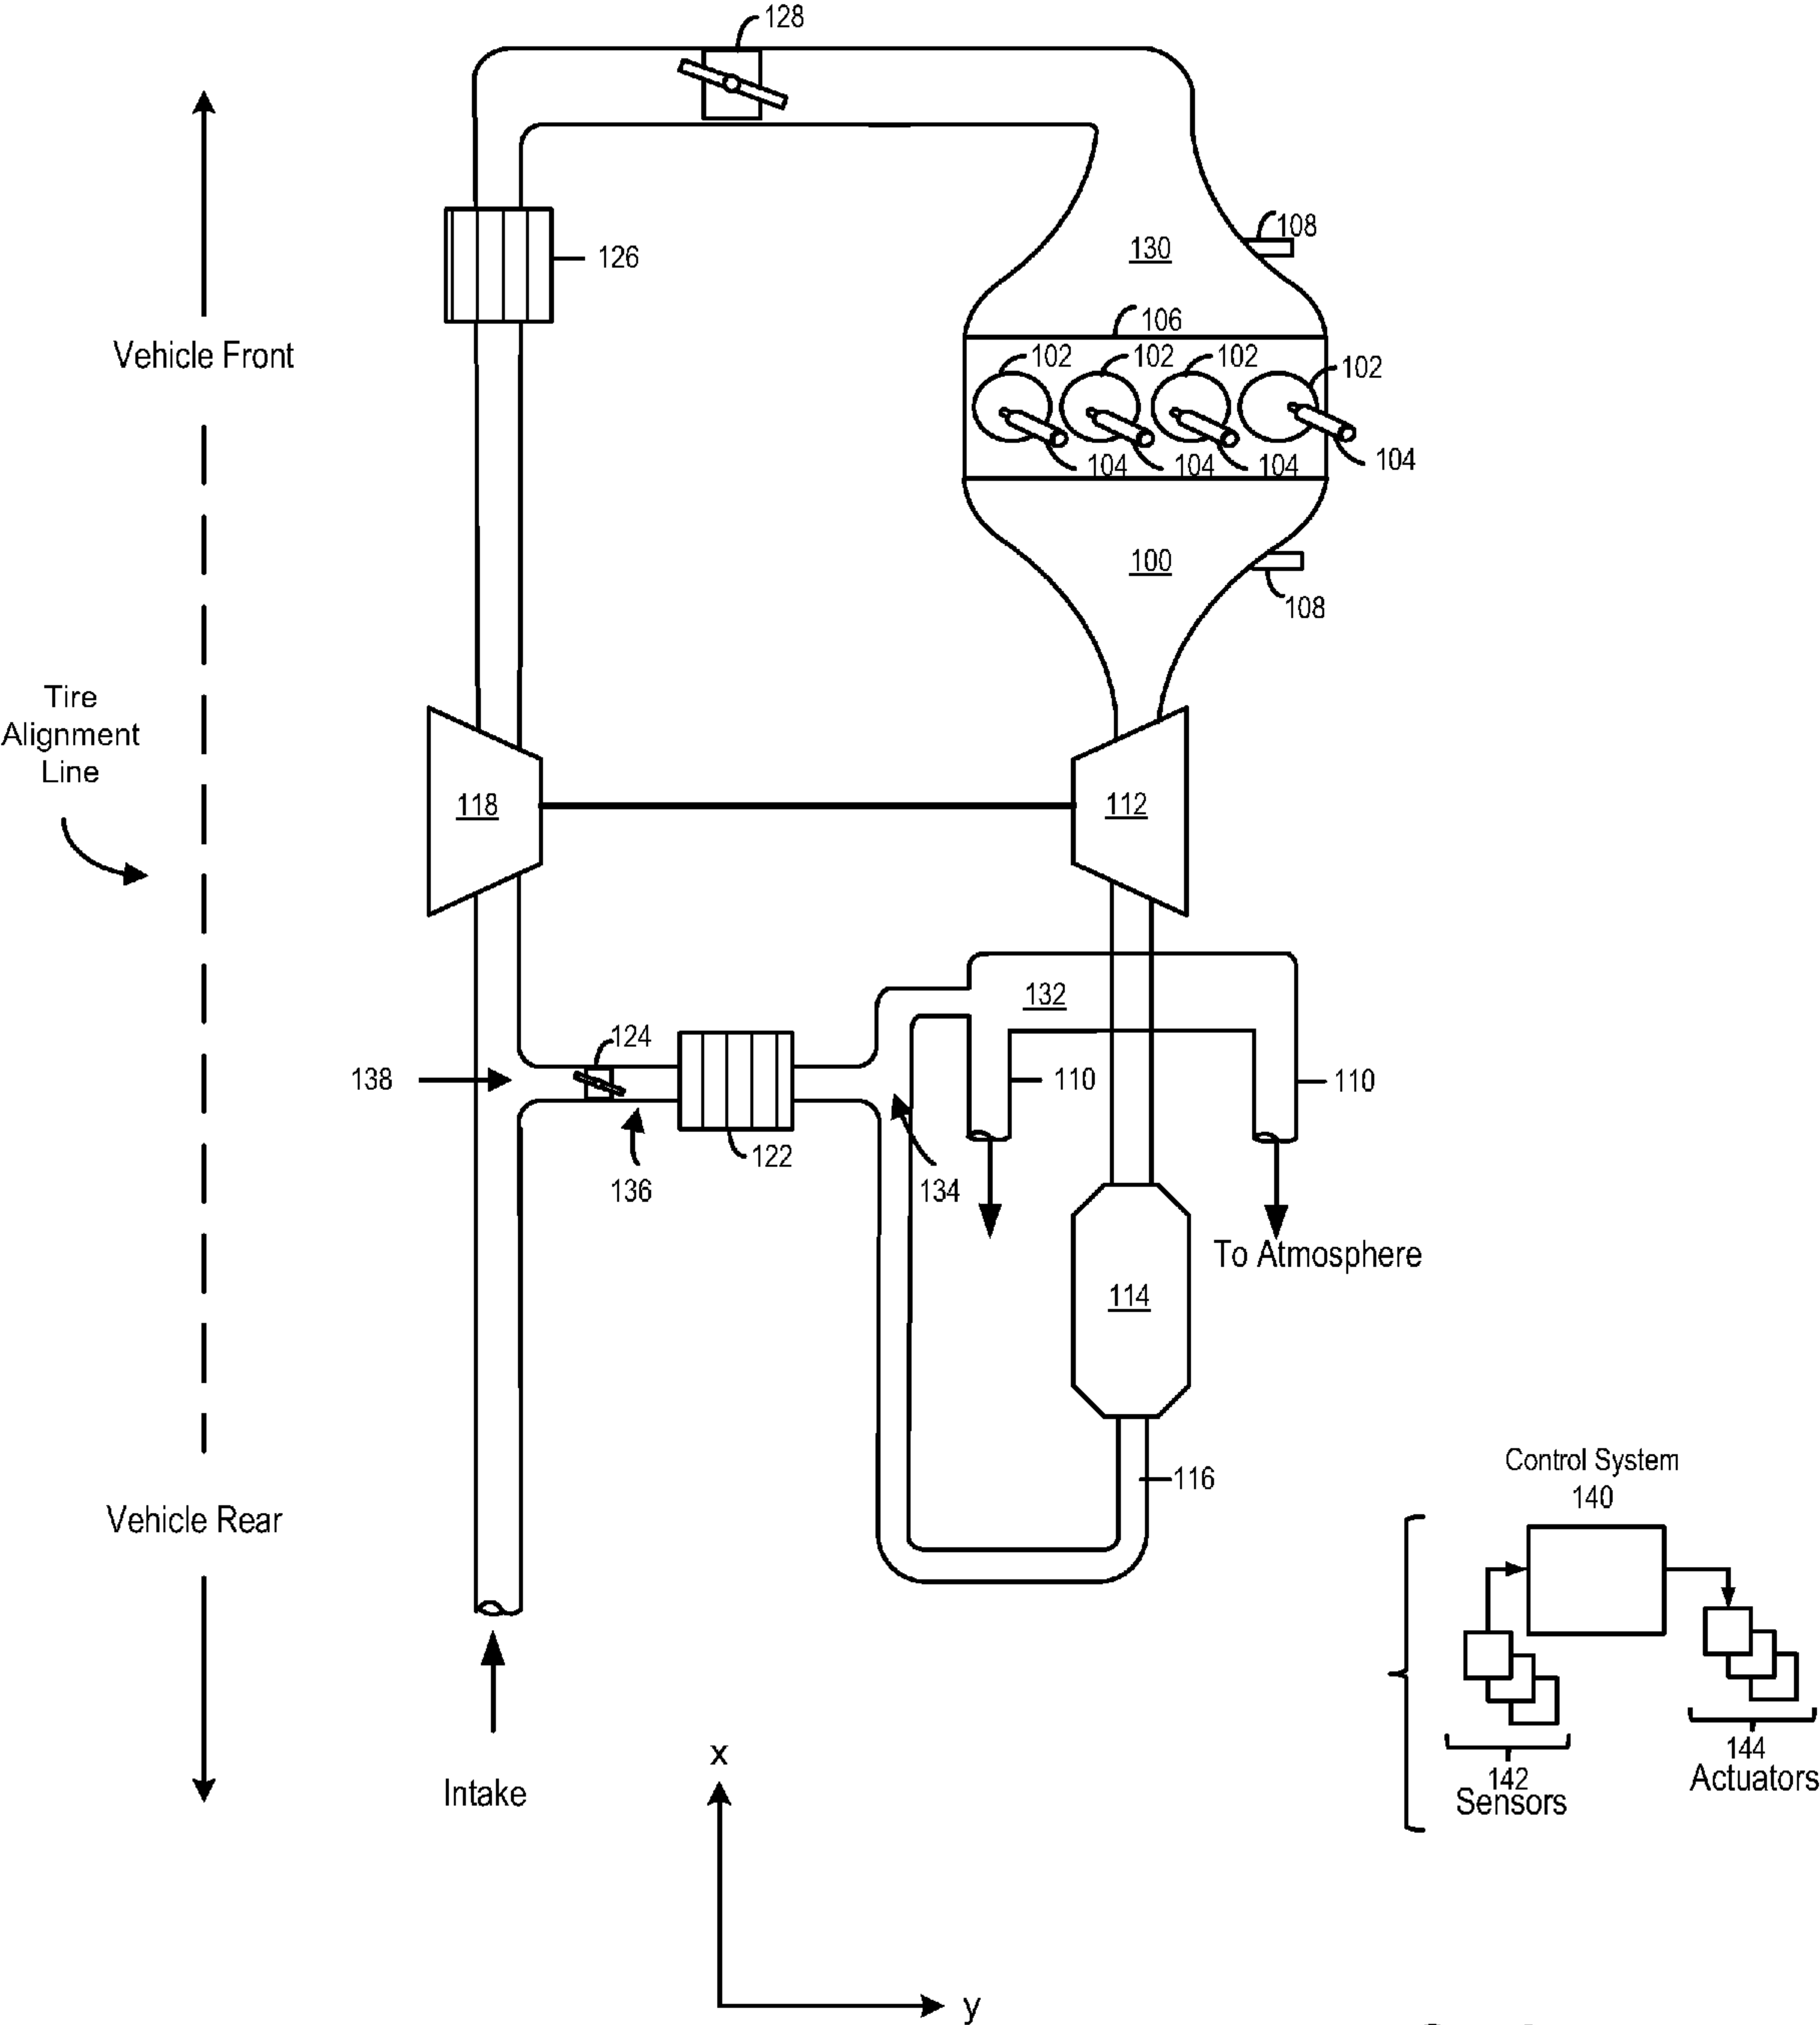 128
108
130
126
106
Vehicle Front
102
102
102
102
104
104
104
104
100
108
Tire
Alignment
Line
118
112
132
124
138
110
110
122
136
134
To Atmosphere
114
Control System
140
116
Vehicle Rear
x
144
Actuators
142
Sensors
Intake
y